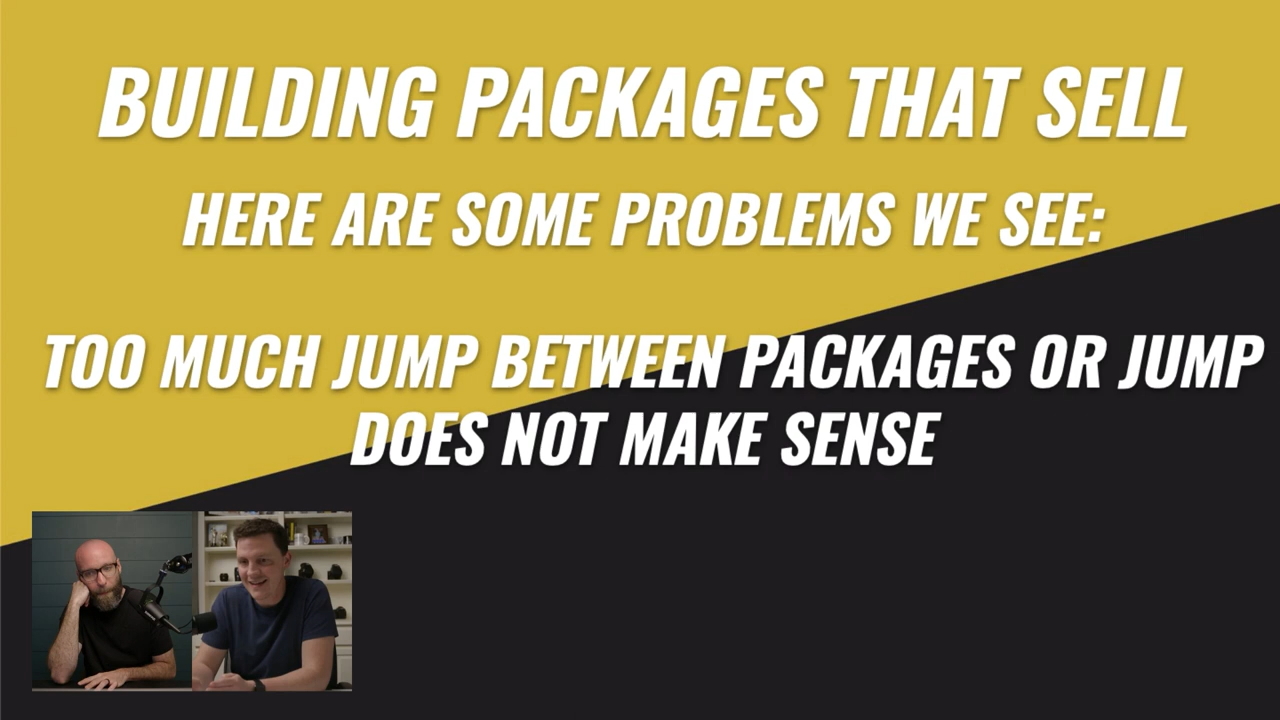 BUILDING PACKAGES THAT SELL
HERE ARE SOME PROBLEMS WE SEE:
TOO MUCH JUMP BETWEEN PACKAGES OR JUMP
DOES NOT MAKE SENSE